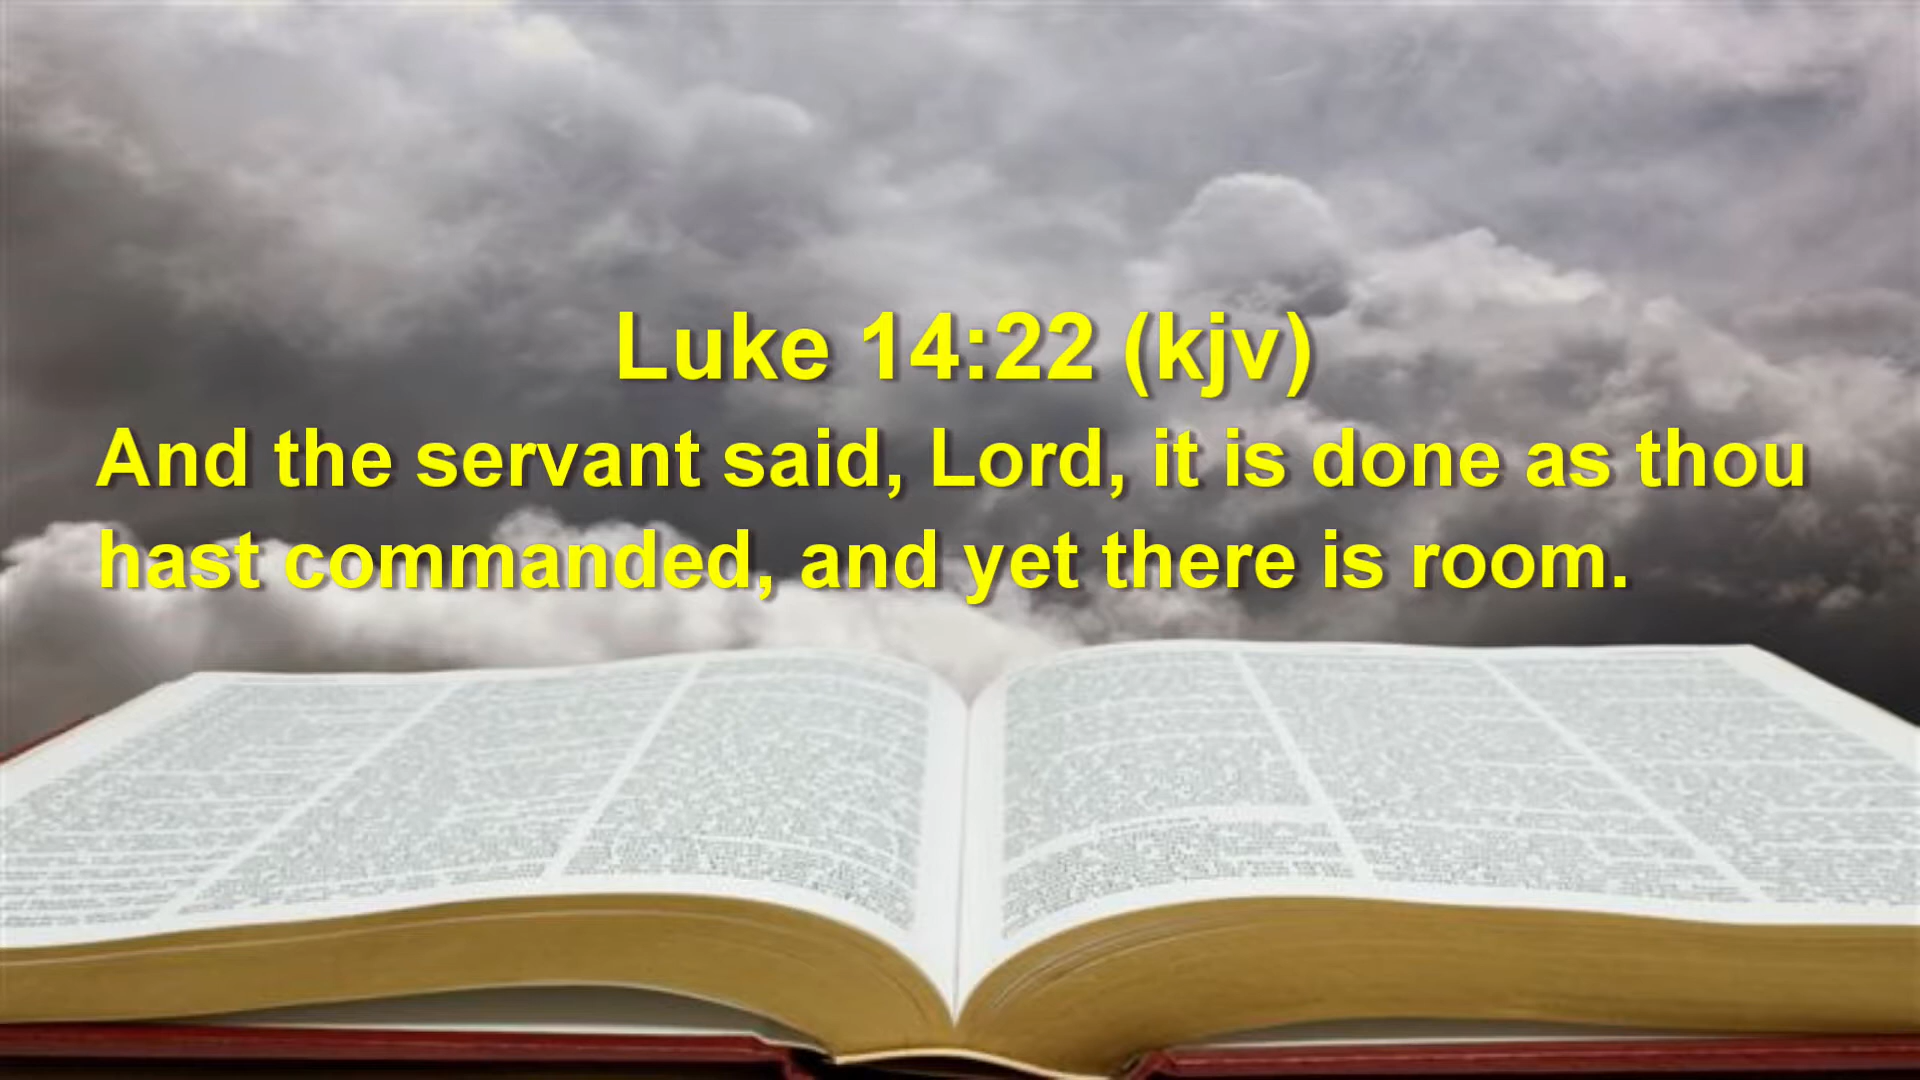 Luke 14:22 (kjv)
And the servant said, Lord, it is done as thou
hast commanded, and yet there is room.